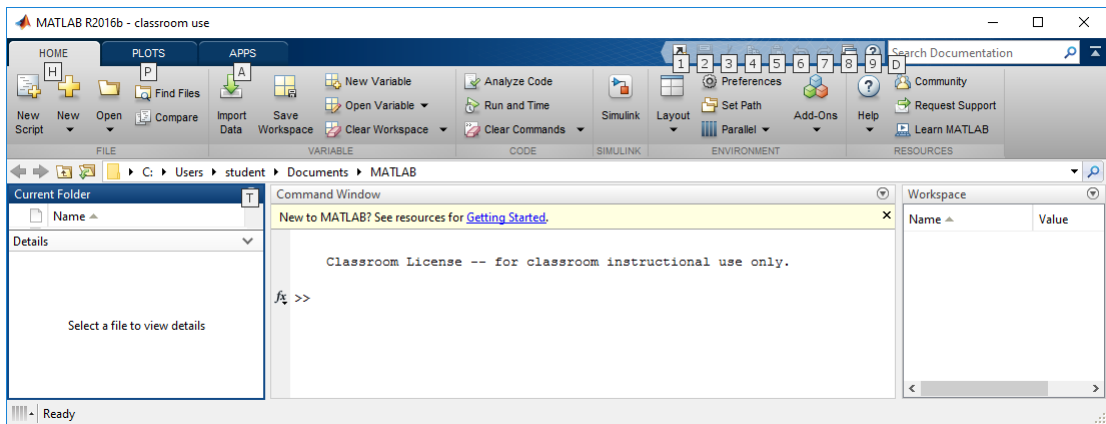 MATLAB R2016b - classroom use
HOME PLOTS APPS Search Documentation
H P A 1 2 3 4 5 6 7 8 9 D
New Script New Open Find Files Compare Import Data Save Workspace New Variable Open Variable Clear Workspace Analyze Code Run and Time Clear Commands Simulink Layout Preferences Set Path Parallel Add-Ons Help Community Request Support Learn MATLAB
FILE VARIABLE CODE SIMULINK ENVIRONMENT RESOURCES
C: Users student Documents MATLAB
Current Folder T Command Window Workspace
Name New to MATLAB? See resources for Getting Started. Name Value
Details
Classroom License -- for classroom instructional use only.
fx >>
Select a file to view details
Ready